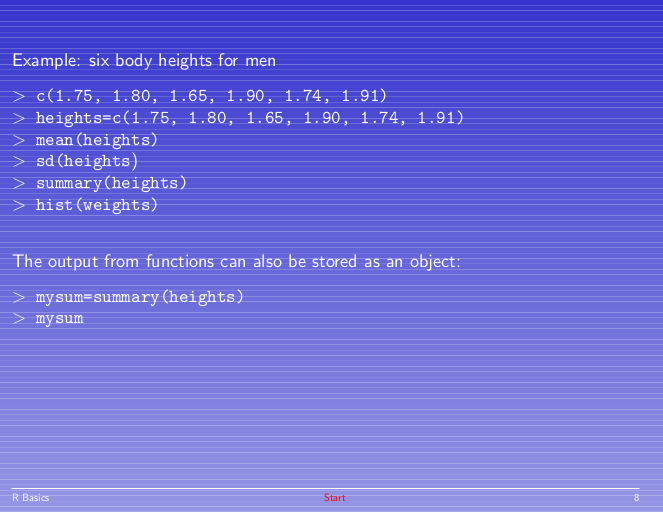 Example: six body heights for men
> c(1.75, 1.80, 1.65, 1.90, 1.74, 1.91)
> heights=c(1.75, 1.80, 1.65, 1.90, 1.74, 1.91)
> mean(heights)
> sd(heights)
> summary(heights)
> hist(weights)
The output from functions can also be stored as an object:
> mysum=summary(heights)
> mysum
R Basics Start 8